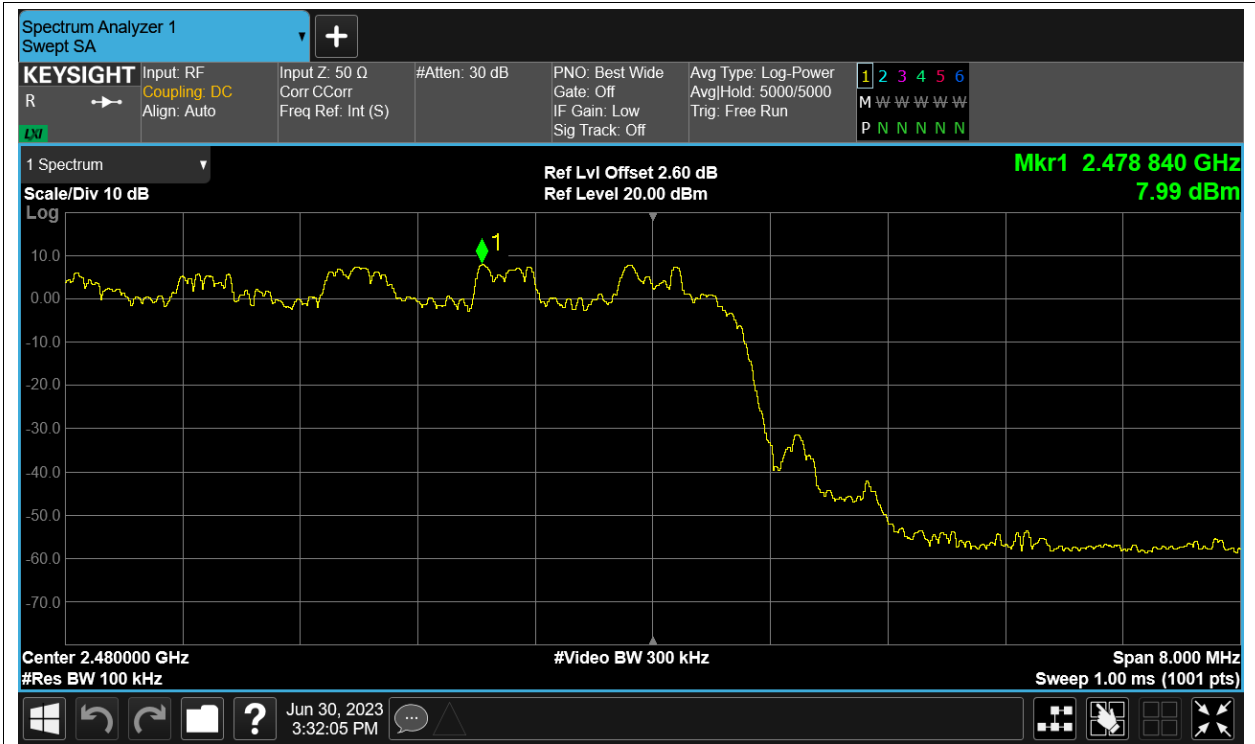 Spectrum Analyzer 1
Swept SA
KEYSIGHT
R
LXI
Input: RF
Coupling: DC
Align: Auto
Input Z: 50 Ω
Corr CCorr
Freq Ref: Int (S)
#Atten: 30 dB
PNO: Best Wide
Gate: Off
IF Gain: Low
Sig Track: Off
Avg Type: Log-Power
Avg|Hold: 5000/5000
Trig: Free Run
1 2 3 4 5 6
M W W W W W
P N N N N N
1 Spectrum
Scale/Div 10 dB
Log
Ref Lvl Offset 2.60 dB
Ref Level 20.00 dBm
Mkr1 2.478 840 GHz
7.99 dBm
1
10.0
0.00
-10.0
-20.0
-30.0
-40.0
-50.0
-60.0
-70.0
Center 2.480000 GHz
#Res BW 100 kHz
#Video BW 300 kHz
Span 8.000 MHz
Sweep 1.00 ms (1001 pts)
?
Jun 30, 2023
3:32:05 PM